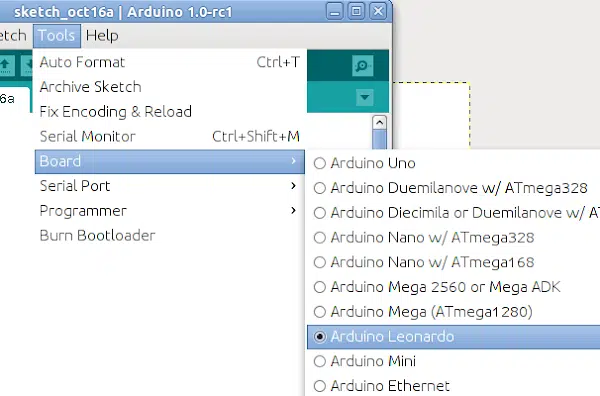 sketch_oct16a | Arduino 1.0-rc1
etch Tools Help
Auto Format Ctrl+T
Archive Sketch
6a
Fix Encoding & Reload
Serial Monitor Ctrl+Shift+M
Board
Serial Port
Programmer
Burn Bootloader
Arduino Uno
Arduino Duemilanove w/ ATmega328
Arduino Diecimila or Duemilanove w/ AT
Arduino Nano w/ ATmega328
Arduino Nano w/ ATmega168
Arduino Mega 2560 or Mega ADK
Arduino Mega (ATmega1280)
Arduino Leonardo
Arduino Mini
Arduino Ethernet